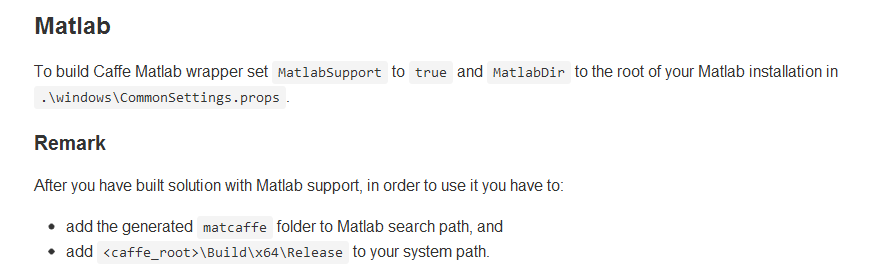 Matlab
To build Caffe Matlab wrapper set MatlabSupport to true and MatlabDir to the root of your Matlab installation in
.\windows\CommonSettings.props.
Remark
After you have built solution with Matlab support, in order to use it you have to:
• add the generated matcaffe folder to Matlab search path, and
• add <caffe_root>\Build\x64\Release to your system path.